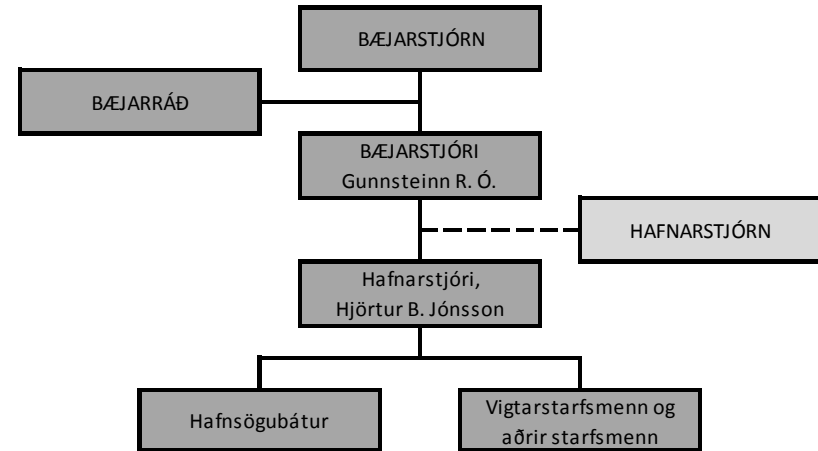 BÆJARSTJÓRN
BÆJARRÁÐ
BÆJARSTJÓRI
Gunnsteinn R. Ó.
HAFNARSTJÓRN
Hafnarstjóri,
Hjörtur B. Jónsson
Hafnsögubátur
Vigtarstarfsmenn og
aðrir starfsmenn